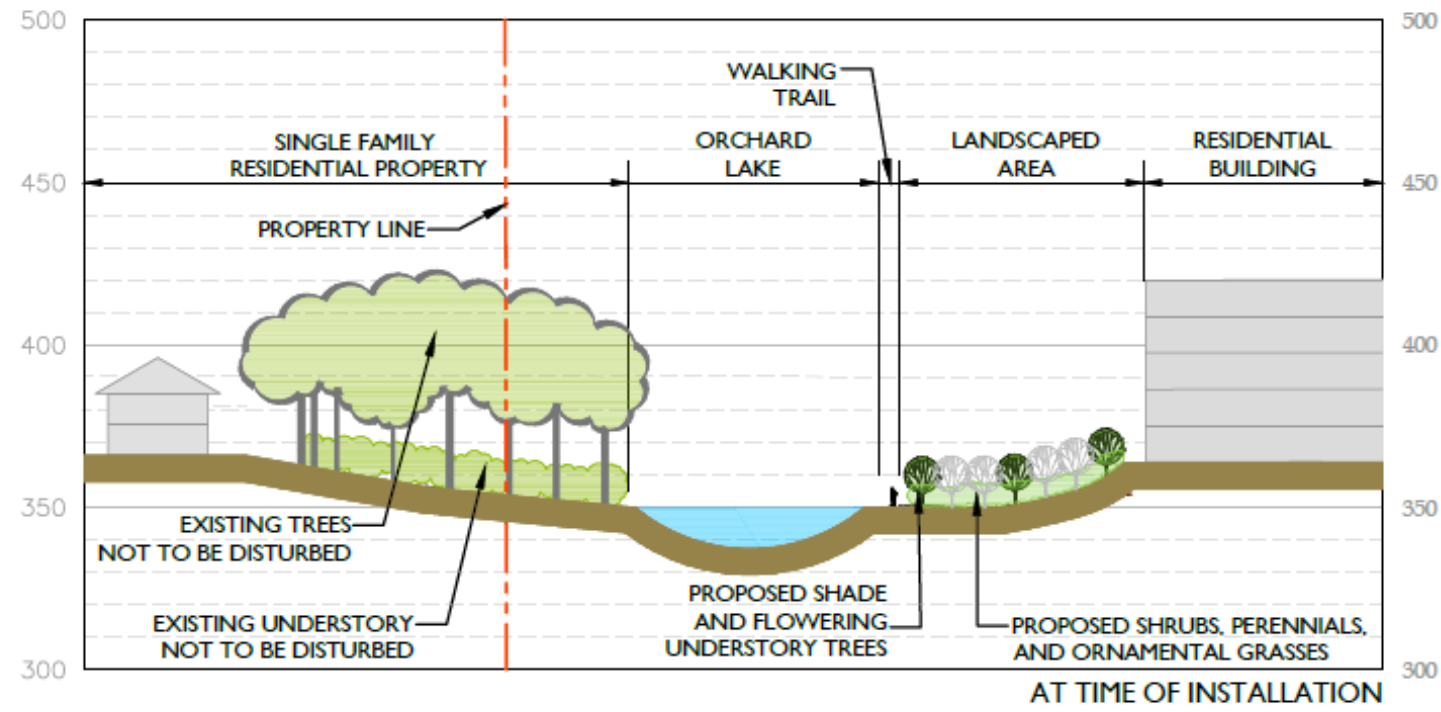 500
500
WALKING
TRAIL
SINGLE FAMILY
RESIDENTIAL PROPERTY
ORCHARD
LAKE
LANDSCAPED
AREA
RESIDENTIAL
BUILDING
450
450
PROPERTY LINE
400
400
350
350
EXISTING TREES
NOT TO BE DISTURBED
EXISTING UNDERSTORY
NOT TO BE DISTURBED
PROPOSED SHADE
AND FLOWERING
UNDERSTORY TREES
PROPOSED SHRUBS, PERENNIALS,
AND ORNAMENTAL GRASSES
300
300
AT TIME OF INSTALLATION